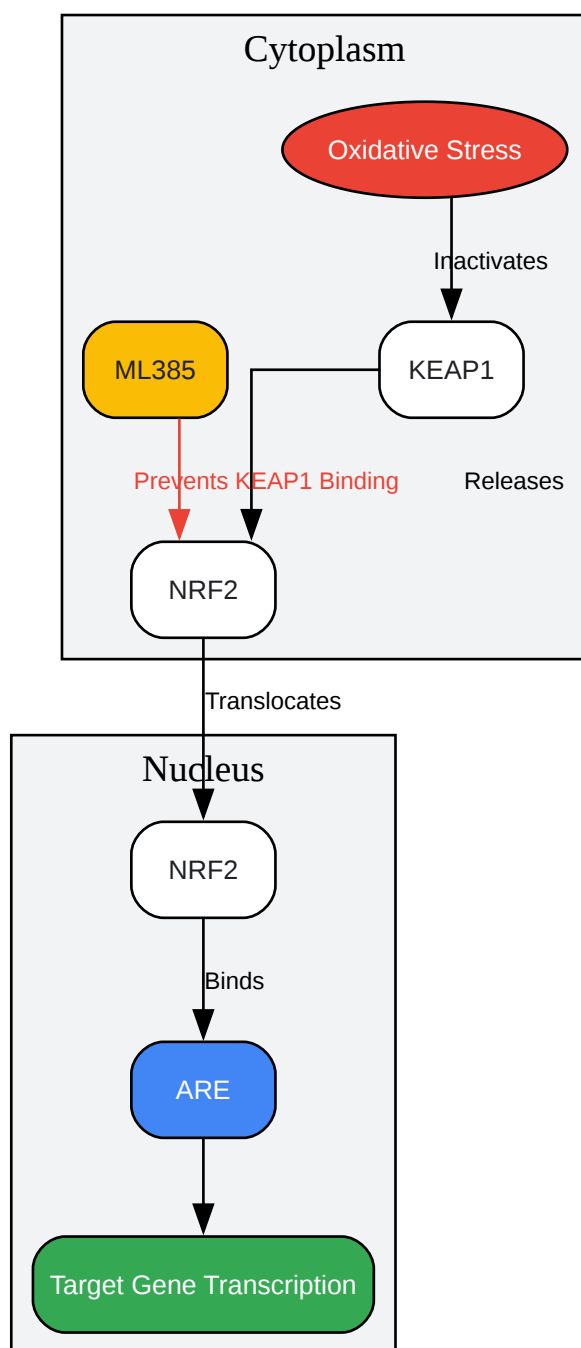 Cytoplasm
Oxidative Stress
Inactivates
ML385
KEAP1
Prevents KEAP1 Binding
Releases
NRF2
Translocates
Nucleus
NRF2
Binds
ARE
Target Gene Transcription